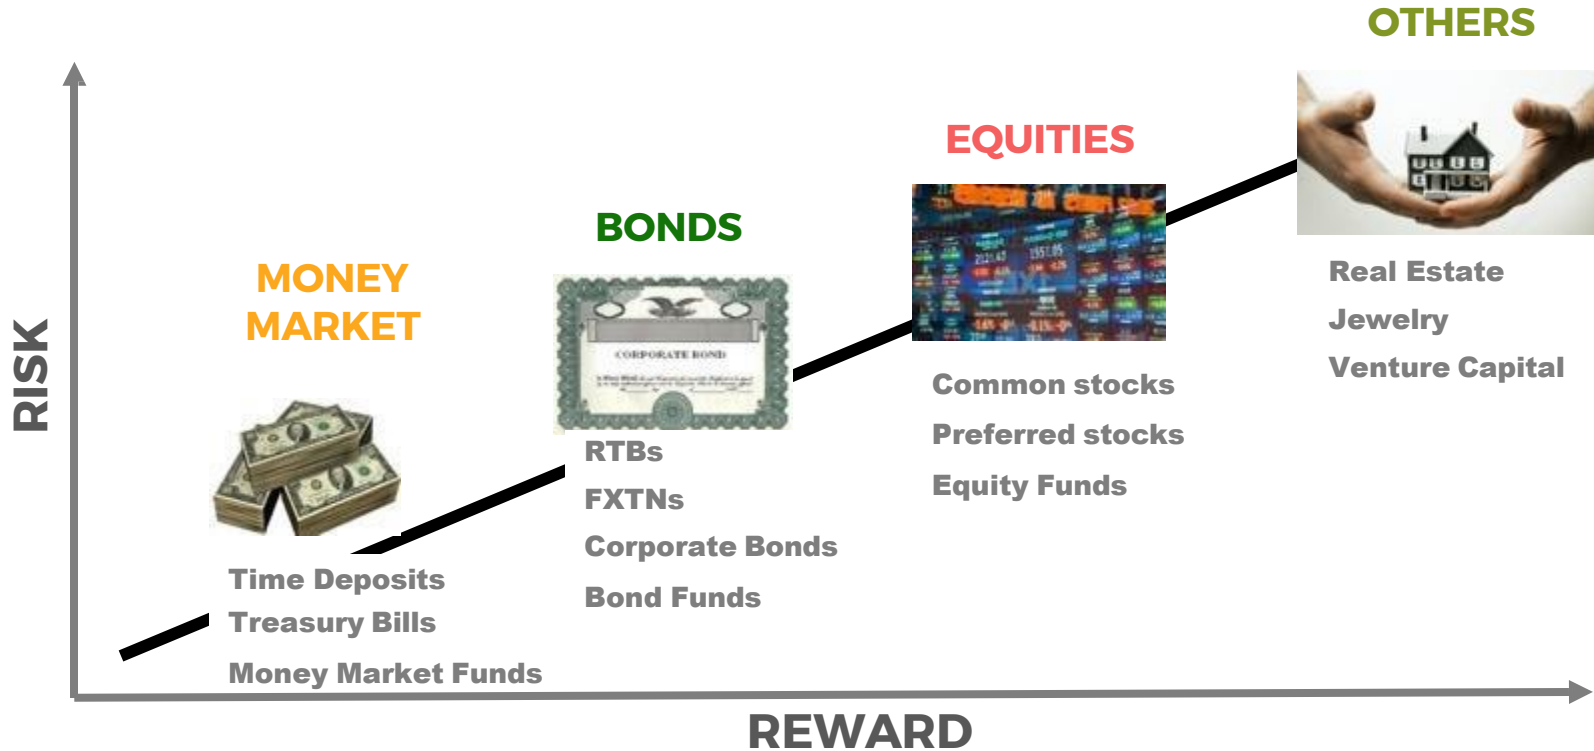 OTHERS
EQUITIES
BONDS
MONEY
MARKET
RISK
CORPORATE BOND
Real Estate
Jewelry
Venture Capital
Common stocks
Preferred stocks
Equity Funds
RTBs
FXTNs
Corporate Bonds
Bond Funds
Time Deposits
Treasury Bills
Money Market Funds
REWARD